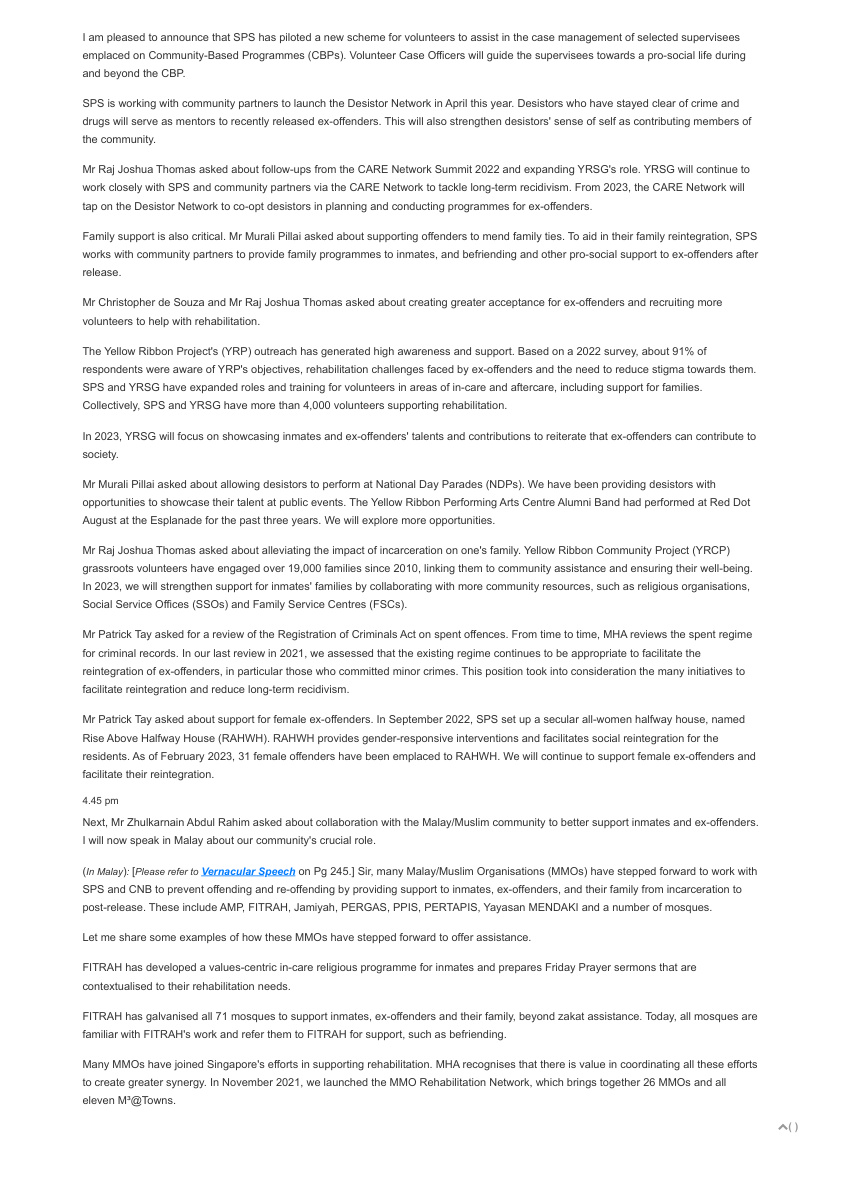 I am pleased to announce that SPS has piloted a new scheme for volunteers to assist in the case management of selected supervisees
emplaced on Community-Based Programmes (CBPs). Volunteer Case Officers will guide the supervisees towards a pro-social life during
and beyond the CBP.
SPS is working with community partners to launch the Desistor Network in April this year. Desistors who have stayed clear of crime and
drugs will serve as mentors to recently released ex-offenders. This will also strengthen desistors' sense of self as contributing members of
the community.
Mr Raj Joshua Thomas asked about follow-ups from the CARE Network Summit 2022 and expanding YRSG's role. YRSG will continue to
work closely with SPS and community partners via the CARE Network to tackle long-term recidivism. From 2023, the CARE Network will
tap on the Desistor Network to co-opt desistors in planning and conducting programmes for ex-offenders.
Family support is also critical. Mr Murali Pillai asked about supporting offenders to mend family ties. To aid in their family reintegration, SPS
works with community partners to provide family programmes to inmates, and befriending and other pro-social support to ex-offenders after
release.
Mr Christopher de Souza and Mr Raj Joshua Thomas asked about creating greater acceptance for ex-offenders and recruiting more
volunteers to help with rehabilitation.
The Yellow Ribbon Project's (YRP) outreach has generated high awareness and support. Based on a 2022 survey, about 91% of
respondents were aware of YRP's objectives, rehabilitation challenges faced by ex-offenders and the need to reduce stigma towards them.
SPS and YRSG have expanded roles and training for volunteers in areas of in-care and aftercare, including support for families.
Collectively, SPS and YRSG have more than 4,000 volunteers supporting rehabilitation.
In 2023, YRSG will focus on showcasing inmates and ex-offenders' talents and contributions to reiterate that ex-offenders can contribute to
society.
Mr Murali Pillai asked about allowing desistors to perform at National Day Parades (NDPs). We have been providing desistors with
opportunities to showcase their talent at public events. The Yellow Ribbon Performing Arts Centre Alumni Band had performed at Red Dot
August at the Esplanade for the past three years. We will explore more opportunities.
Mr Raj Joshua Thomas asked about alleviating the impact of incarceration on one's family. Yellow Ribbon Community Project (YRCP)
grassroots volunteers have engaged over 19,000 families since 2010, linking them to community assistance and ensuring their well-being.
In 2023, we will strengthen support for inmates' families by collaborating with more community resources, such as religious organisations,
Social Service Offices (SSOs) and Family Service Centres (FSCs).
Mr Patrick Tay asked for a review of the Registration of Criminals Act on spent offences. From time to time, MHA reviews the spent regime
for criminal records. In our last review in 2021, we assessed that the existing regime continues to be appropriate to facilitate the
reintegration of ex-offenders, in particular those who committed minor crimes. This position took into consideration the many initiatives to
facilitate reintegration and reduce long-term recidivism.
Mr Patrick Tay asked about support for female ex-offenders. In September 2022, SPS set up a secular all-women halfway house, named
Rise Above Halfway House (RAHWH). RAHWH provides gender-responsive interventions and facilitates social reintegration for the
residents. As of February 2023, 31 female offenders have been emplaced to RAHWH. We will continue to support female ex-offenders and
facilitate their reintegration.
4.45 pm
Next, Mr Zhulkarnain Abdul Rahim asked about collaboration with the Malay/Muslim community to better support inmates and ex-offenders.
I will now speak in Malay about our community's crucial role.
(In Malay): [Please refer to Vernacular Speech on Pg 245.] Sir, many Malay/Muslim Organisations (MMOs) have stepped forward to work with
SPS and CNB to prevent offending and re-offending by providing support to inmates, ex-offenders, and their family from incarceration to
post-release. These include AMP, FITRAH, Jamiyah, PERGAS, PPIS, PERTAPIS, Yayasan MENDAKI and a number of mosques.
Let me share some examples of how these MMOs have stepped forward to offer assistance.
FITRAH has developed a values-centric in-care religious programme for inmates and prepares Friday Prayer sermons that are
contextualised to their rehabilitation needs.
FITRAH has galvanised all 71 mosques to support inmates, ex-offenders and their family, beyond zakat assistance. Today, all mosques are
familiar with FITRAH's work and refer them to FITRAH for support, such as befriending.
Many MMOs have joined Singapore's efforts in supporting rehabilitation. MHA recognises that there is value in coordinating all these efforts
to create greater synergy. In November 2021, we launched the MMO Rehabilitation Network, which brings together 26 MMOs and all
eleven M³@Towns.
( )